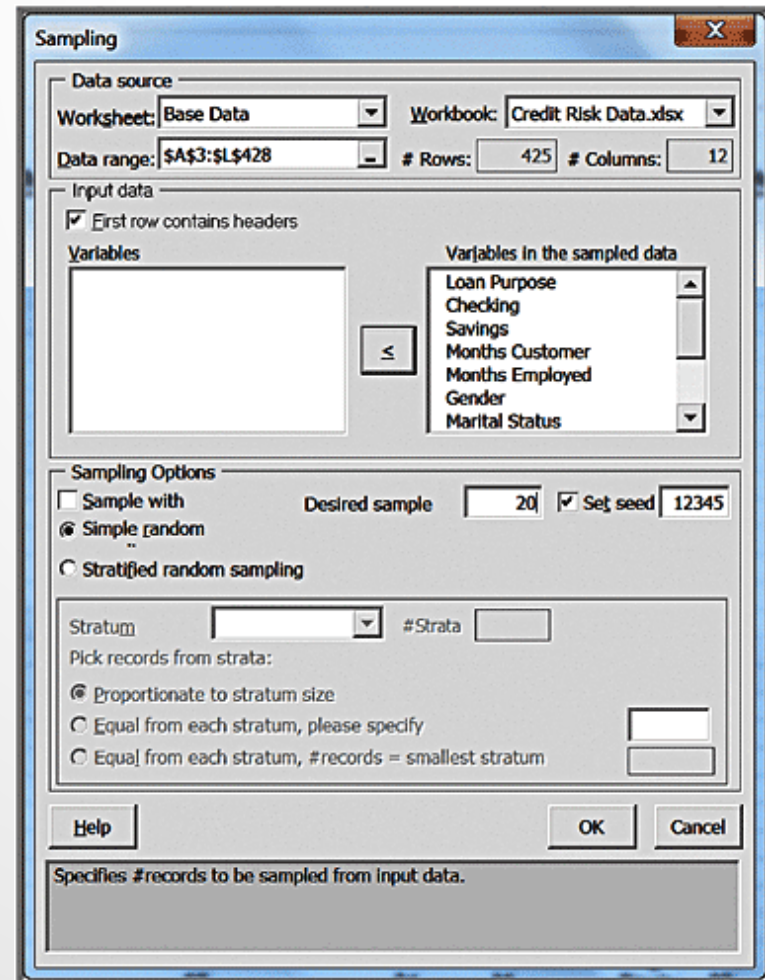 Sampling
X
Data source
Worksheet: Base Data Workbook: Credit Risk Data.xlsx
Data range: $A$3:$L$428 # Rows: 425 # Columns: 12
Input data
First row contains headers
Variables Variables in the sampled data
Loan Purpose
Checking
Savings
<
Months Customer
Months Employed
Gender
Marital Status
Sampling Options
Sample with Desired sample 20 Set seed 12345
Simple random
Stratified random sampling
Stratum #Strata
Pick records from strata:
Proportionate to stratum size
Equal from each stratum, please specify
Equal from each stratum, #records = smallest stratum
Help OK Cancel
Specifies #records to be sampled from input data.